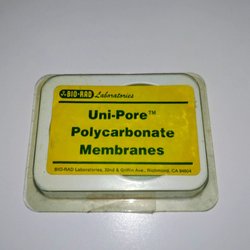 BIO-RAD Laboratories
Uni-Pore™
Polycarbonate
Membranes
BIO-RAD Laboratories, 32nd & Griffin Ave., Richmond, CA 94804